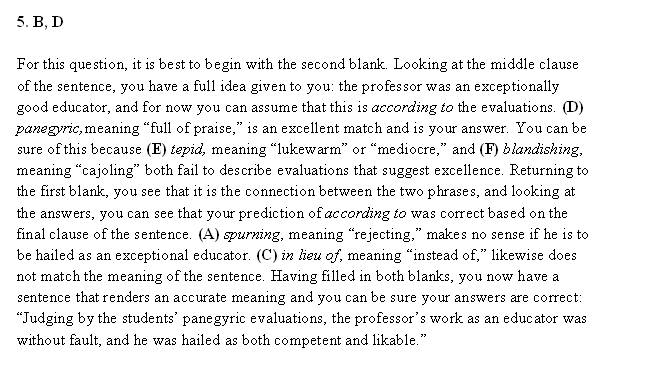 5. B, D
For this question, it is best to begin with the second blank. Looking at the middle clause
of the sentence, you have a full idea given to you: the professor was an exceptionally
good educator, and for now you can assume that this is according to the evaluations. (D)
panegyric, meaning “full of praise,” is an excellent match and is your answer. You can be
sure of this because (E) tepid, meaning “lukewarm” or “mediocre,” and (F) blandishing,
meaning “cajoling” both fail to describe evaluations that suggest excellence. Returning to
the first blank, you see that it is the connection between the two phrases, and looking at
the answers, you can see that your prediction of according to was correct based on the
final clause of the sentence. (A) spurning, meaning “rejecting,” makes no sense if he is to
be hailed as an exceptional educator. (C) in lieu of, meaning “instead of,” likewise does
not match the meaning of the sentence. Having filled in both blanks, you now have a
sentence that renders an accurate meaning and you can be sure your answers are correct:
“Judging by the students’ panegyric evaluations, the professor’s work as an educator was
without fault, and he was hailed as both competent and likable.”